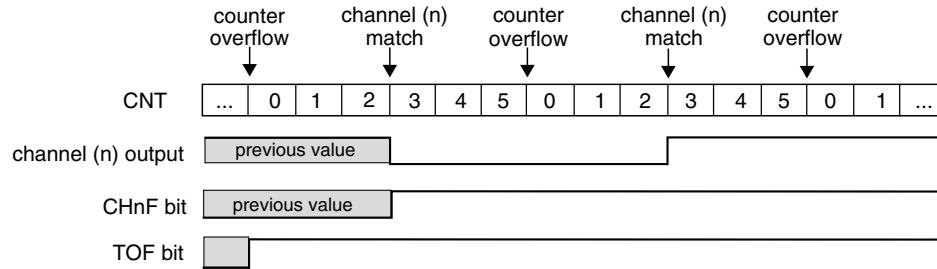 counter overflow
channel (n) match
counter overflow
channel (n) match
counter overflow
CNT ... 0 1 2 3 4 5 0 1 2 3 4 5 0 1 ...
channel (n) output previous value
CHnF bit previous value
TOF bit